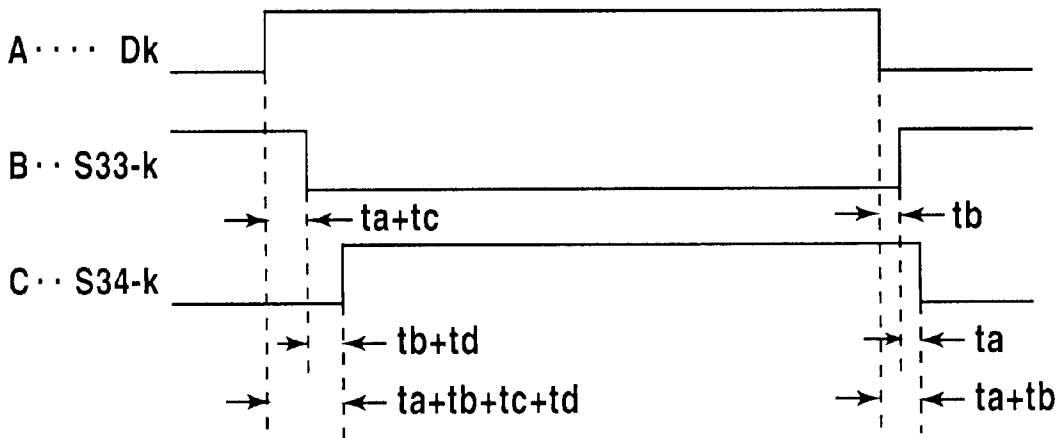 A···· Dk
B·· S33-k
ta+tc
tb
C·· S34-k
tb+td
ta
ta+tb+tc+td
ta+tb